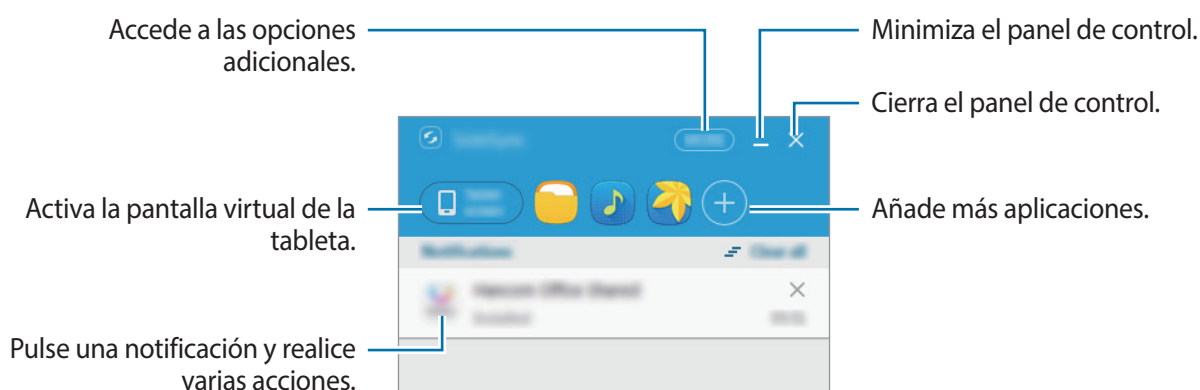 Accede a las opciones
adicionales.
Minimiza el panel de control.
Cierra el panel de control.
Activa la pantalla virtual de la
tableta.
Añade más aplicaciones.
Pulse una notificación y realice
varias acciones.